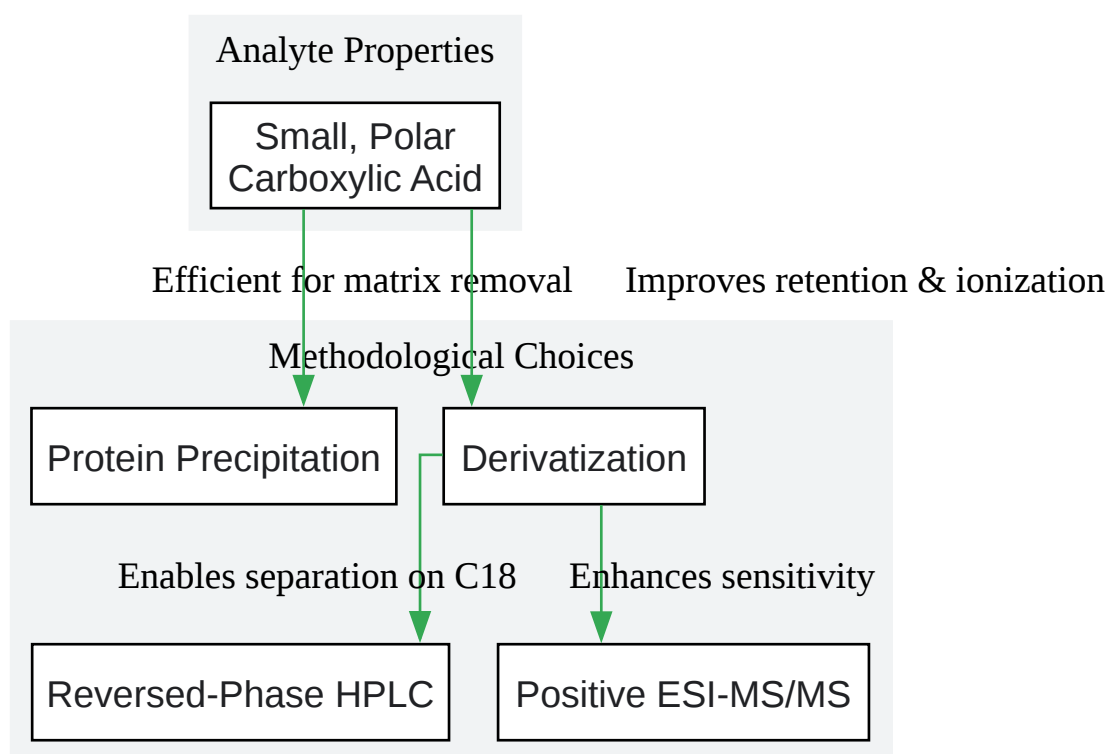 Analyte Properties
Small, Polar
Carboxylic Acid
Efficient for matrix removal
Improves retention & ionization
Methodological Choices
Protein Precipitation
Derivatization
Enables separation on C18
Enhances sensitivity
Reversed-Phase HPLC
Positive ESI-MS/MS